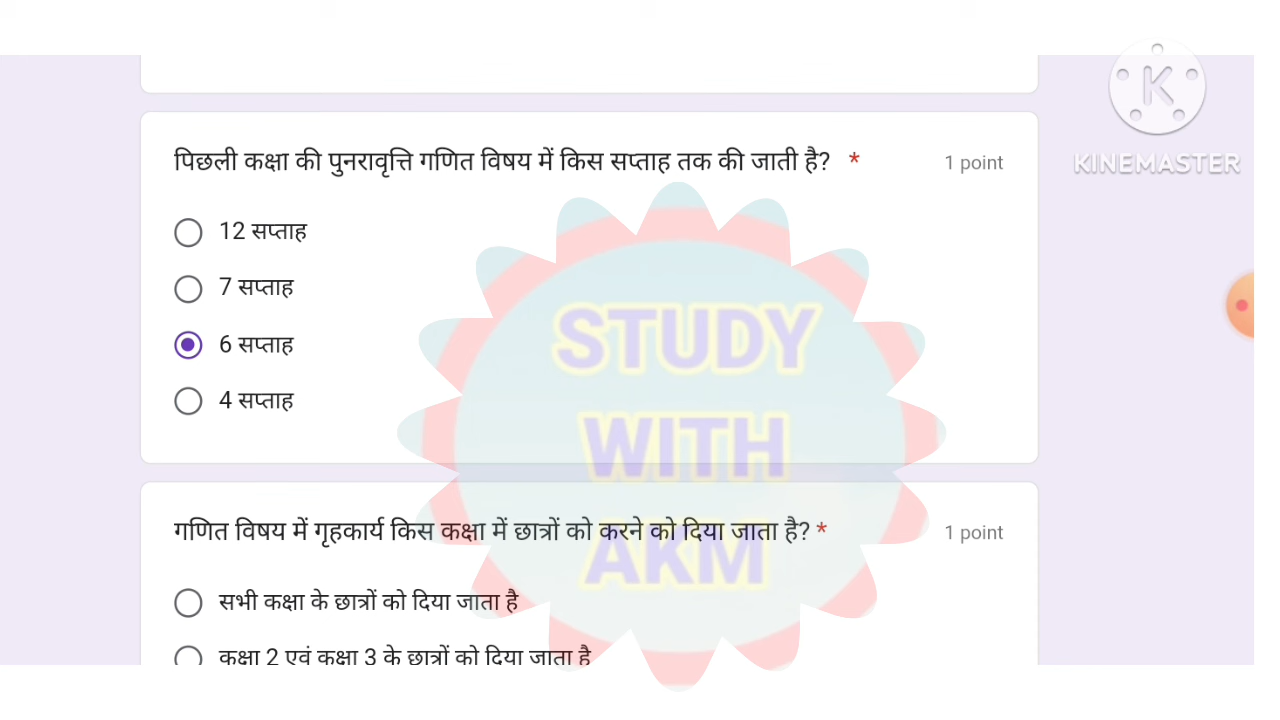 KINEMASTER
पिछली कक्षा की पुनरावृत्ति गणित विषय में किस सप्ताह तक की जाती है? * 1 point
12 सप्ताह
7 सप्ताह
6 सप्ताह
4 सप्ताह
STUDY
WITH
AKM
गणित विषय में गृहकार्य किस कक्षा में छात्रों को करने को दिया जाता है? * 1 point
सभी कक्षा के छात्रों को दिया जाता है
कक्षा 2 एवं कक्षा 3 के छात्रों को दिया जाता है